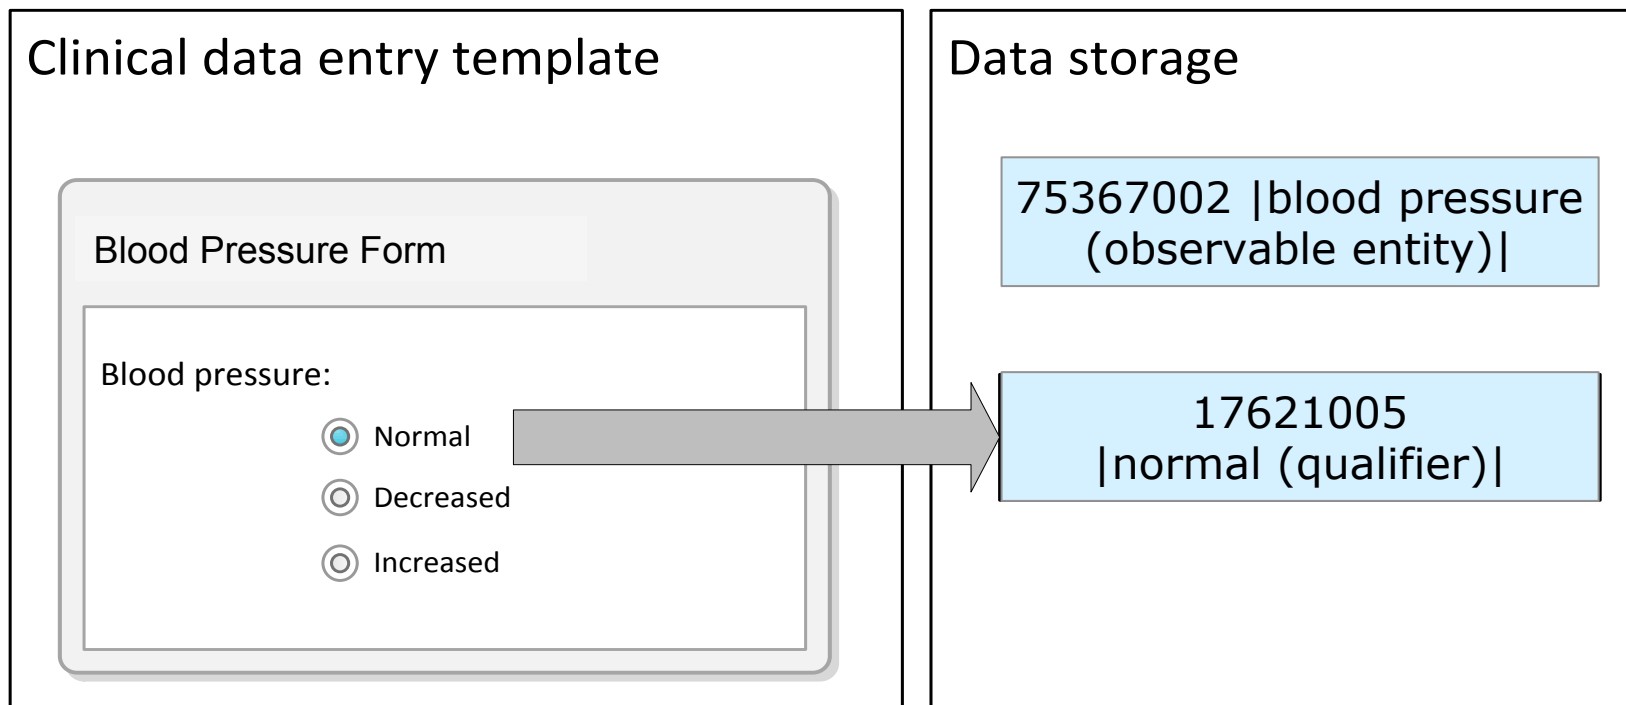 Clinical data entry template
Blood Pressure Form
Blood pressure:
Normal
Decreased
Increased
Data storage
75367002 |blood pressure
(observable entity)|
17621005
|normal (qualifier)|